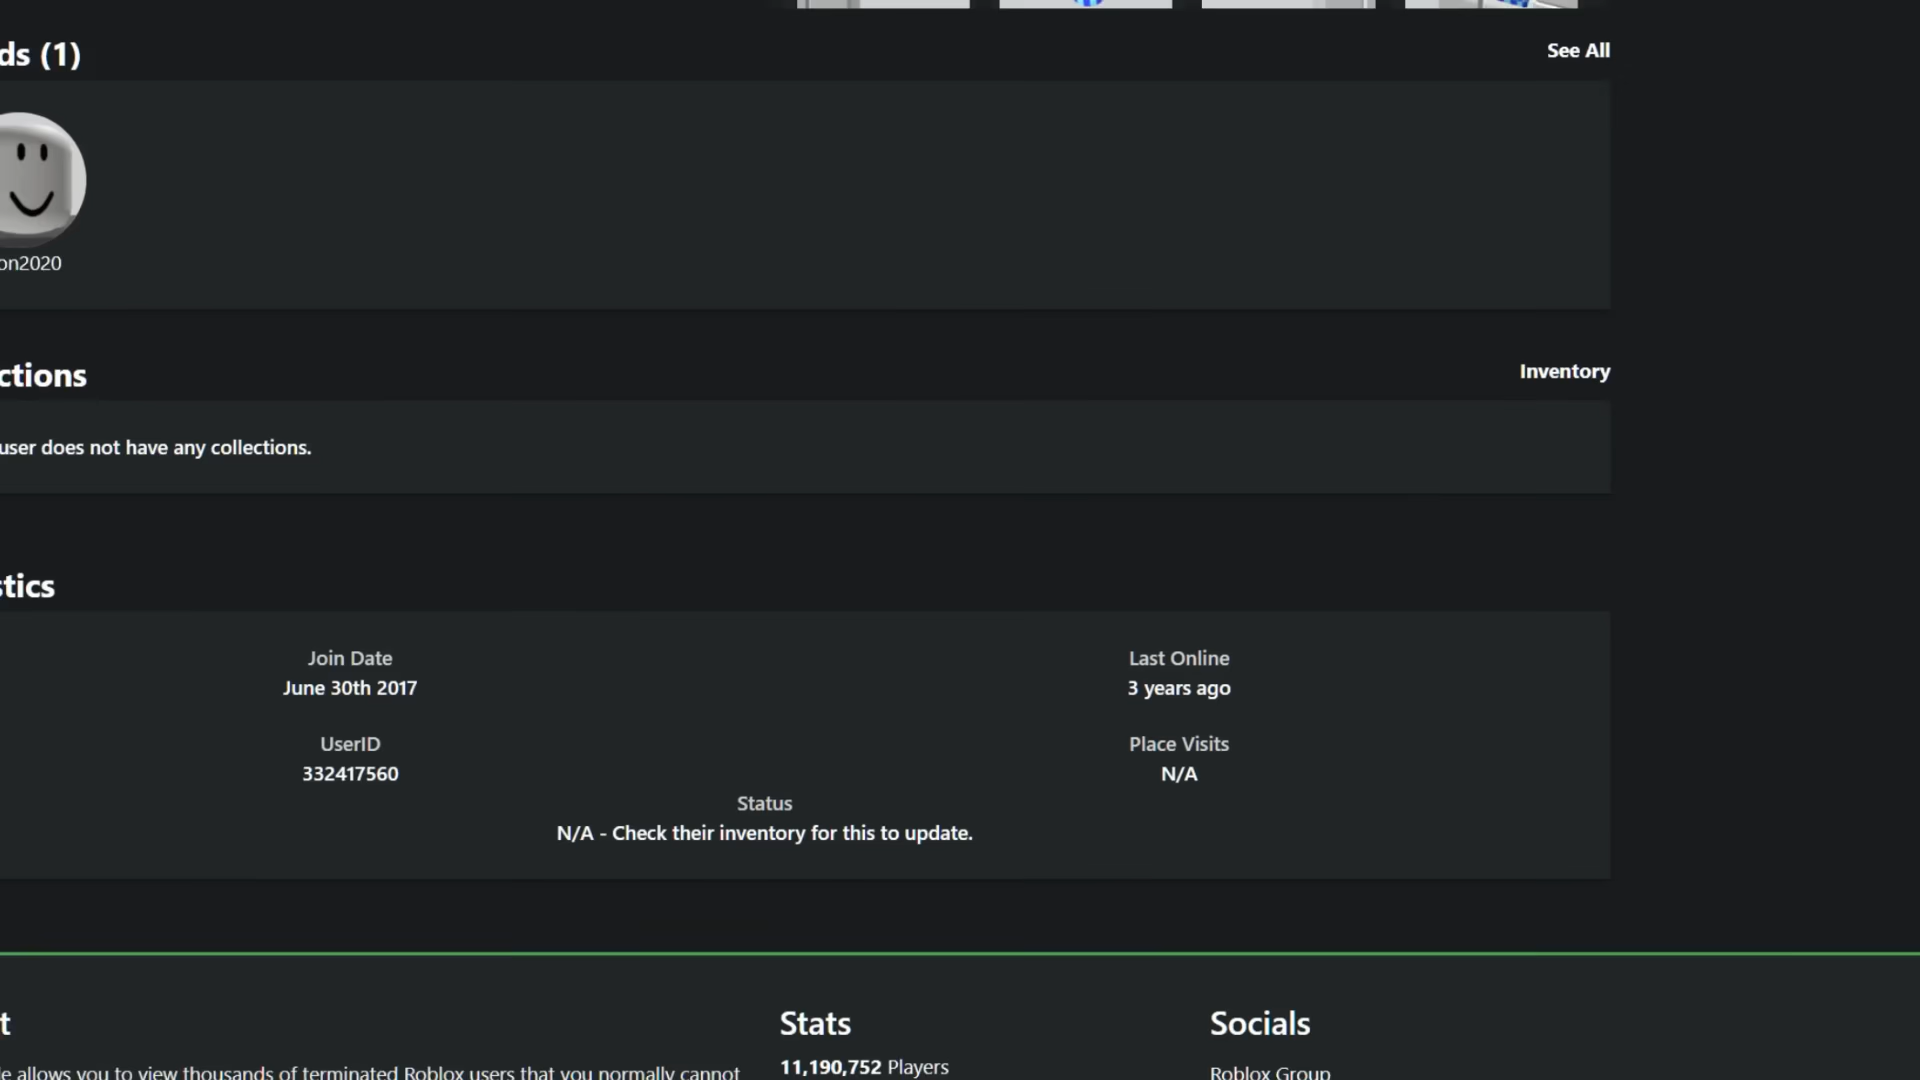 ds (1)
See All
on2020
ctions
Inventory
user does not have any collections.
stics
Join Date
Last Online
June 30th 2017
3 years ago
UserID
Place Visits
332417560
N/A
Status
N/A - Check their inventory for this to update.
t
Stats
Socials
11,190,752 Players
le allows you to view thousands of terminated Roblox users that you normally cannot
Roblox Group